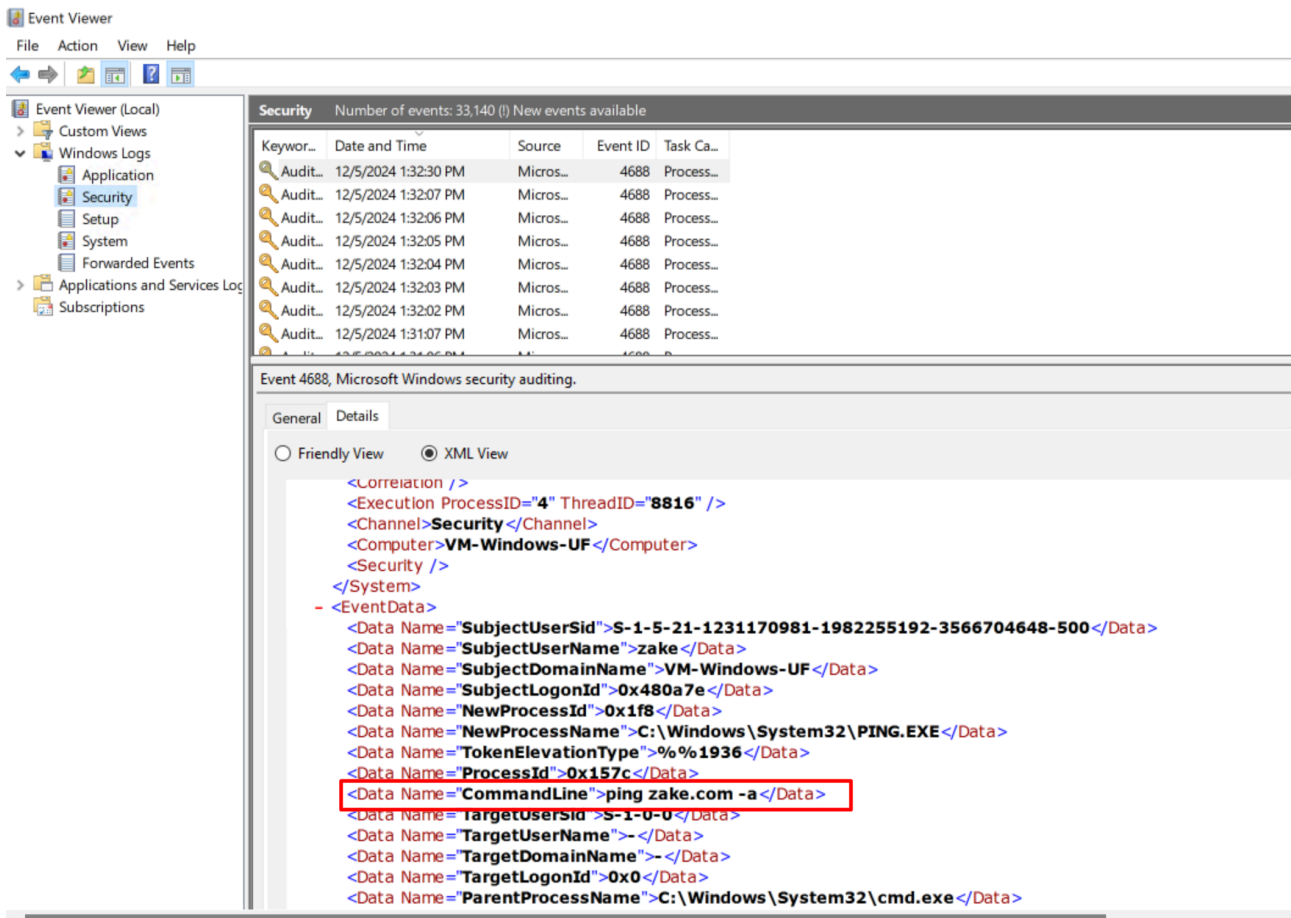 Event Viewer
File Action View Help
Event Viewer (Local)
Custom Views
Windows Logs
Application
Security
Setup
System
Forwarded Events
Applications and Services Log
Subscriptions
Security Number of events: 33,140 (!) New events available
Keywor... Date and Time Source Event ID Task Ca...
Audit... 12/5/2024 1:32:30 PM Micros... 4688 Process...
Audit... 12/5/2024 1:32:07 PM Micros... 4688 Process...
Audit... 12/5/2024 1:32:06 PM Micros... 4688 Process...
Audit... 12/5/2024 1:32:05 PM Micros... 4688 Process...
Audit... 12/5/2024 1:32:04 PM Micros... 4688 Process...
Audit... 12/5/2024 1:32:03 PM Micros... 4688 Process...
Audit... 12/5/2024 1:32:02 PM Micros... 4688 Process...
Audit... 12/5/2024 1:31:07 PM Micros... 4688 Process...
Event 4688, Microsoft Windows security auditing.
General Details
Friendly View XML View
<Correlation />
<Execution ProcessID="4" ThreadID="8816" />
<Channel>Security</Channel>
<Computer>VM-Windows-UF</Computer>
<Security />
</System>
- <EventData>
<Data Name="SubjectUserSid">S-1-5-21-1231170981-1982255192-3566704648-500</Data>
<Data Name="SubjectUserName">zake</Data>
<Data Name="SubjectDomainName">VM-Windows-UF</Data>
<Data Name="SubjectLogonId">0x480a7e</Data>
<Data Name="NewProcessId">0x1f8</Data>
<Data Name="NewProcessName">C:\Windows\System32\PING.EXE</Data>
<Data Name="TokenElevationType">%%1936</Data>
<Data Name="ProcessId">0x157c</Data>
<Data Name="CommandLine">ping zake.com -a</Data>
<Data Name="TargetUserSid">S-1-0-0</Data>
<Data Name="TargetUserName">-</Data>
<Data Name="TargetDomainName">-</Data>
<Data Name="TargetLogonId">0x0</Data>
<Data Name="ParentProcessName">C:\Windows\System32\cmd.exe</Data>